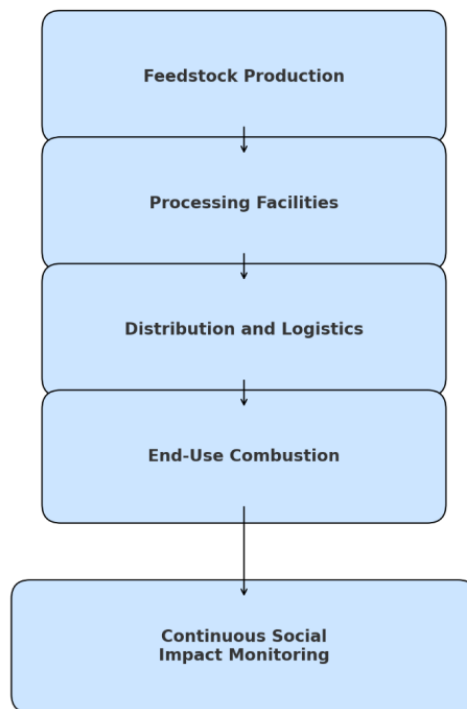 Feedstock Production
Processing Facilities
Distribution and Logistics
End-Use Combustion
Continuous Social
Impact Monitoring